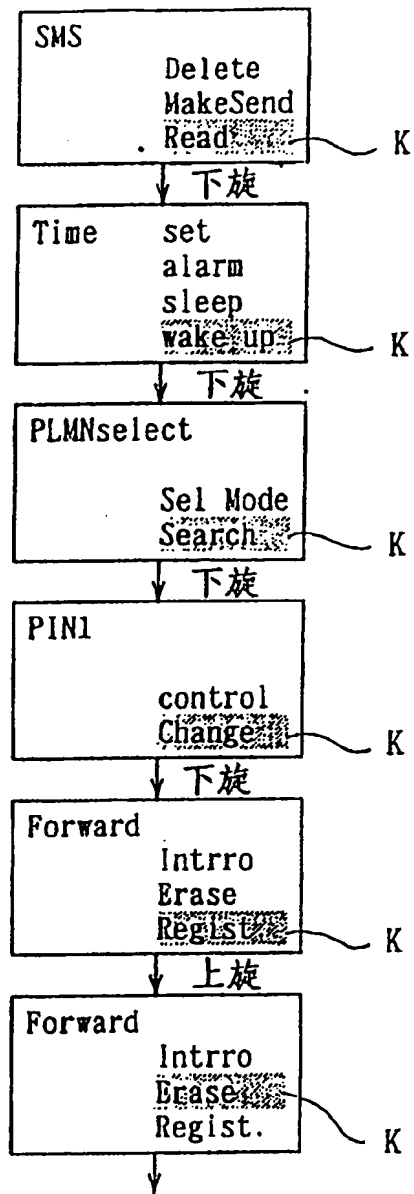 SMS
Delete
MakeSend
Read K
下旋
Time set
alarm
sleep
wake up K
下旋
PLMNselect
Sel Mode
Search K
下旋
PIN1
control
Change K
下旋
Forward
Intrro
Erase
Regist. K
上旋
Forward
Intrro
Erase
Regist.
K